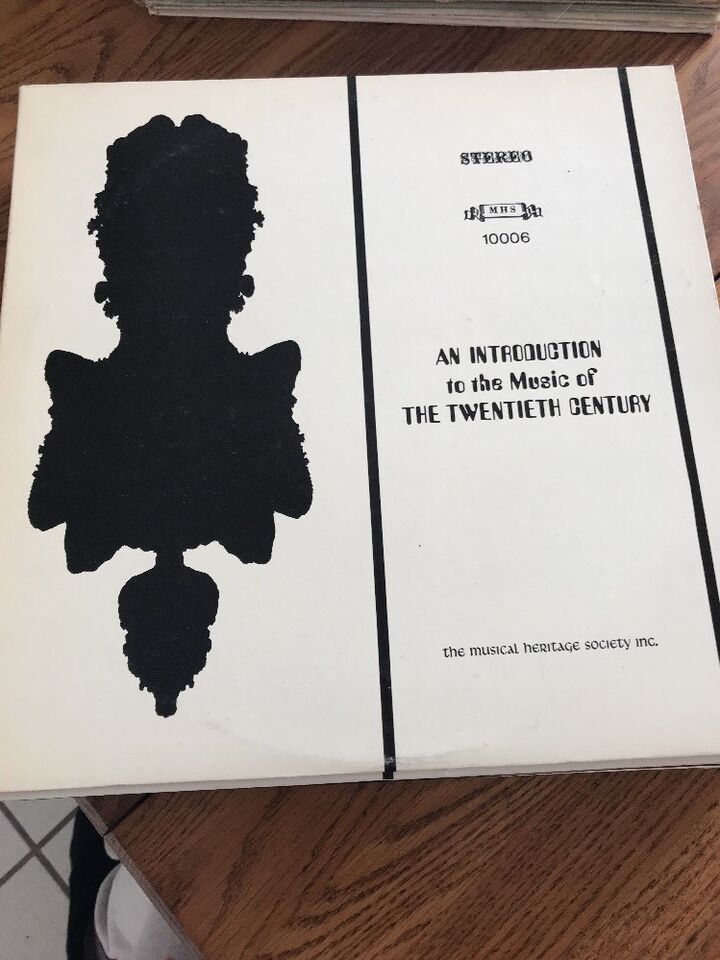 STEREO
MHS
10006
AN INTRODUCTION
to the Music of
THE TWENTIETH CENTURY
the musical heritage society inc.